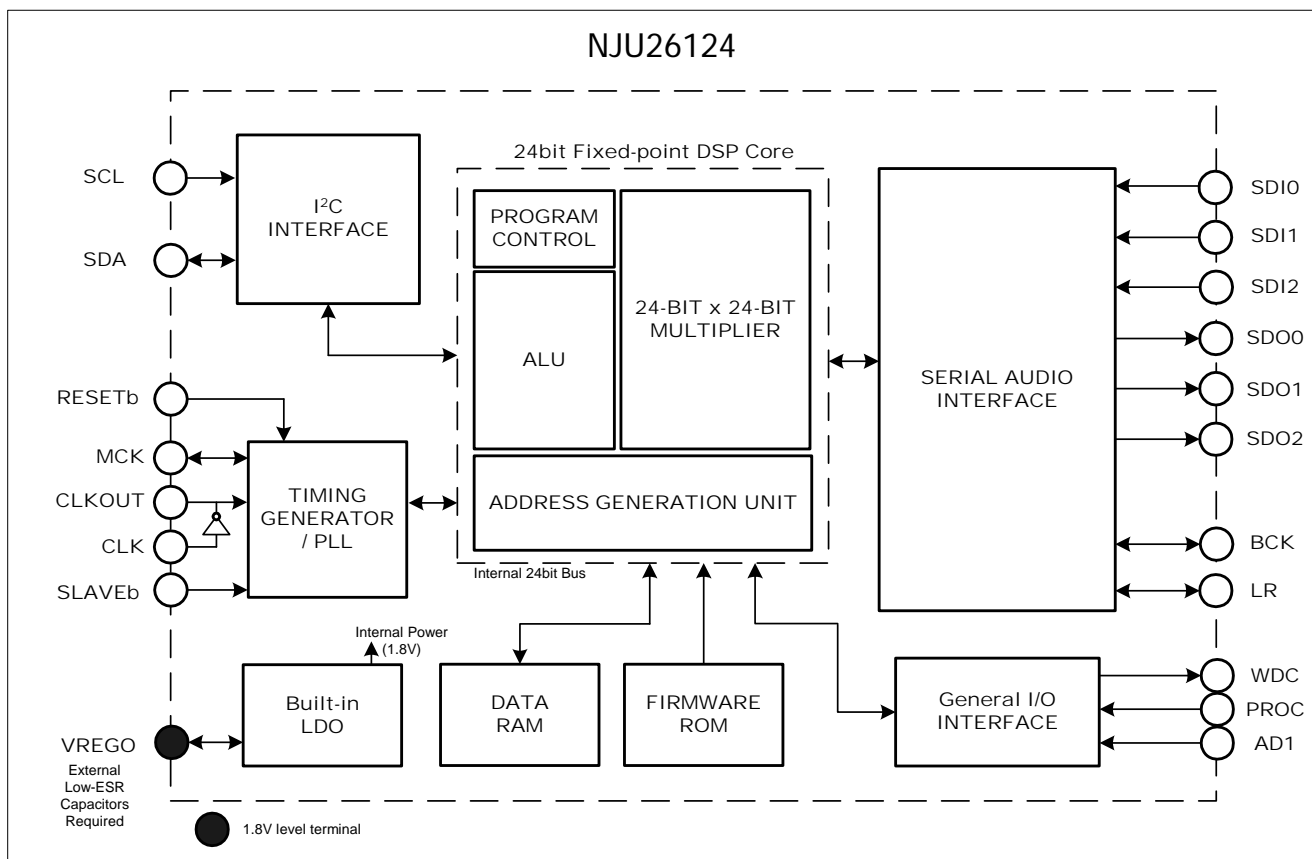 NJU26124
24bit Fixed-point DSP Core
SCL
SDA
I²C
INTERFACE
PROGRAM
CONTROL
ALU
24-BIT x 24-BIT
MULTIPLIER
ADDRESS GENERATION UNIT
Internal 24bit Bus
SERIAL AUDIO
INTERFACE
SDI0
SDI1
SDI2
SDO0
SDO1
SDO2
BCK
LR
RESETb
MCK
CLKOUT
CLK
SLAVEb
TIMING
GENERATOR
/ PLL
Internal Power
(1.8V)
Built-in
LDO
DATA
RAM
FIRMWARE
ROM
General I/O
INTERFACE
WDC
PROC
AD1
VREGO
External
Low-ESR
Capacitors
Required
1.8V level terminal